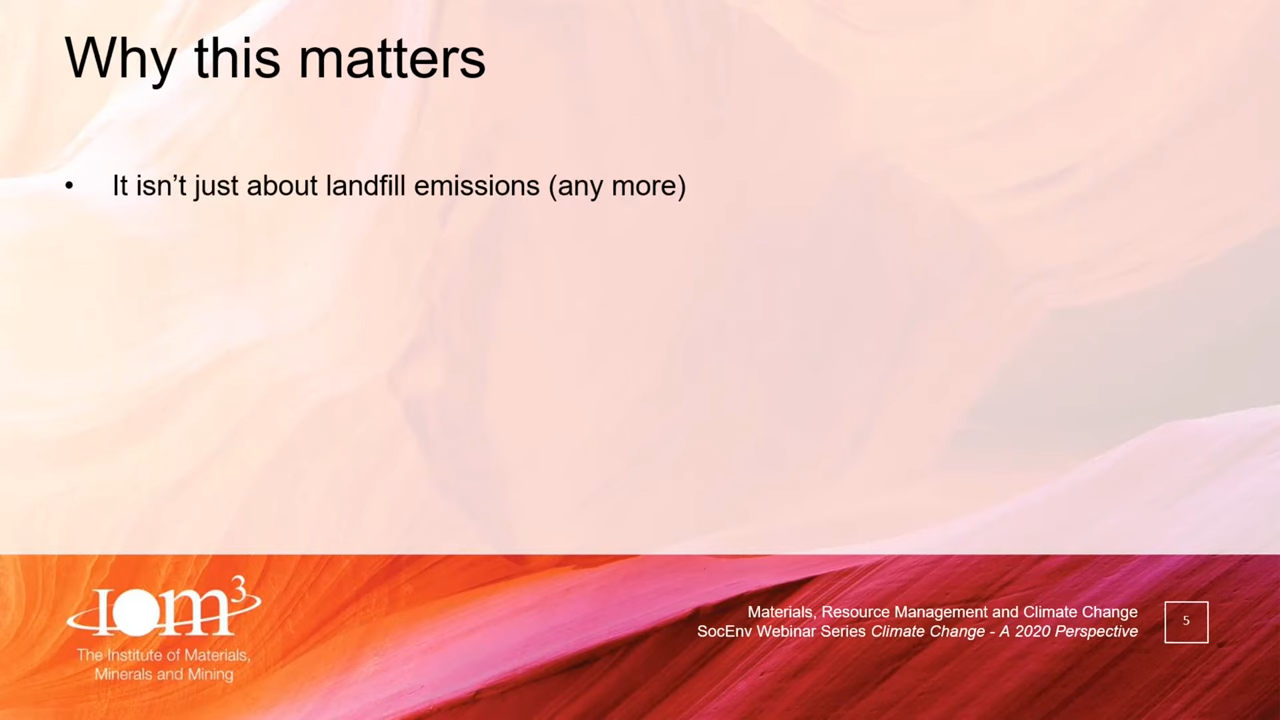 Why this matters
• It isn’t just about landfill emissions (any more)
IOM3
The Institute of Materials,
Minerals and Mining
Materials, Resource Management and Climate Change
SocEnv Webinar Series Climate Change - A 2020 Perspective
5